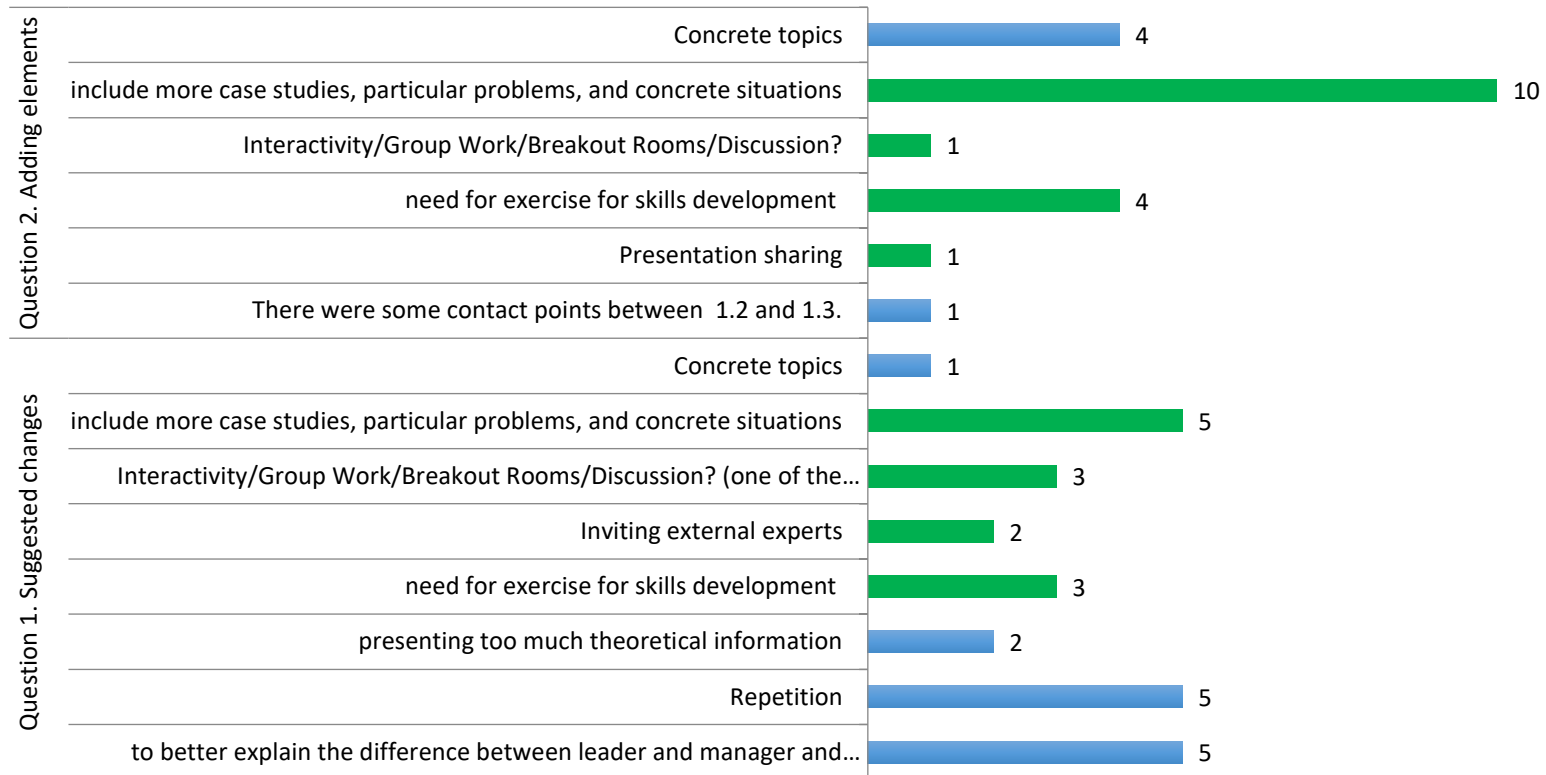 Question 2. Adding elements
Concrete topics 4
include more case studies, particular problems, and concrete situations 10
Interactivity/Group Work/Breakout Rooms/Discussion? 1
need for exercise for skills development 4
Presentation sharing 1
There were some contact points between 1.2 and 1.3. 1
Question 1. Suggested changes
Concrete topics 1
include more case studies, particular problems, and concrete situations 5
Interactivity/Group Work/Breakout Rooms/Discussion? (one of the… 3
Inviting external experts 2
need for exercise for skills development 3
presenting too much theoretical information 2
Repetition 5
to better explain the difference between leader and manager and… 5